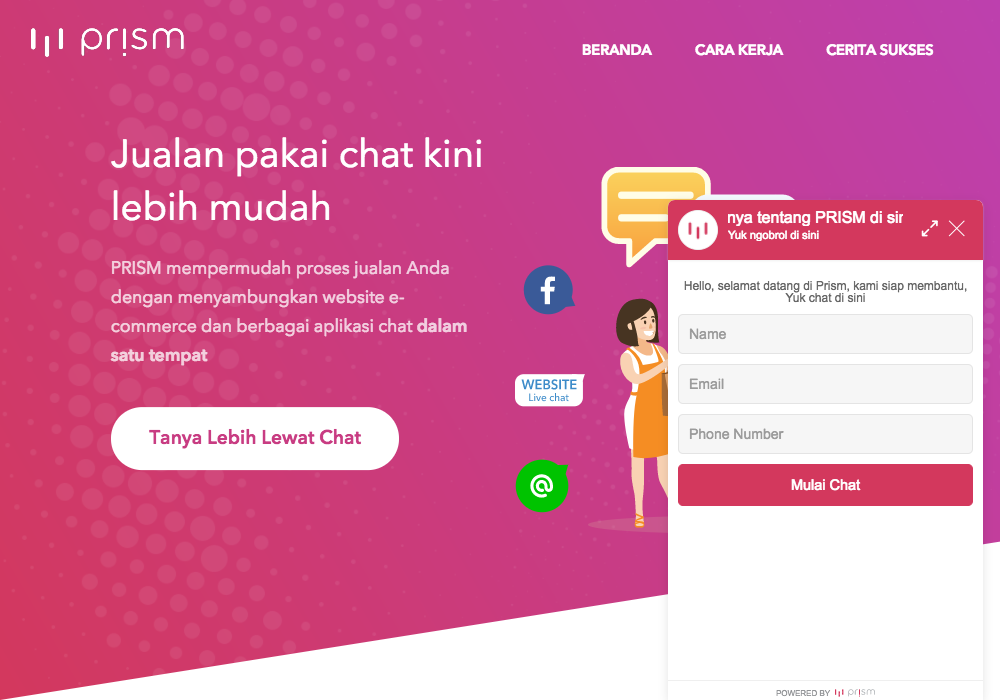 prism
BERANDA CARA KERJA CERITA SUKSES
Jualan pakai chat kini
lebih mudah
PRISM mempermudah proses jualan Anda
dengan menyambungkan website e-
commerce dan berbagai aplikasi chat dalam
satu tempat
Tanya Lebih Lewat Chat
WEBSITE
Live chat
nya tentang PRISM di sir
Yuk ngobrol di sini
Hello, selamat datang di Prism, kami siap membantu,
Yuk chat di sini
Name
Email
Phone Number
Mulai Chat
POWERED BY prism